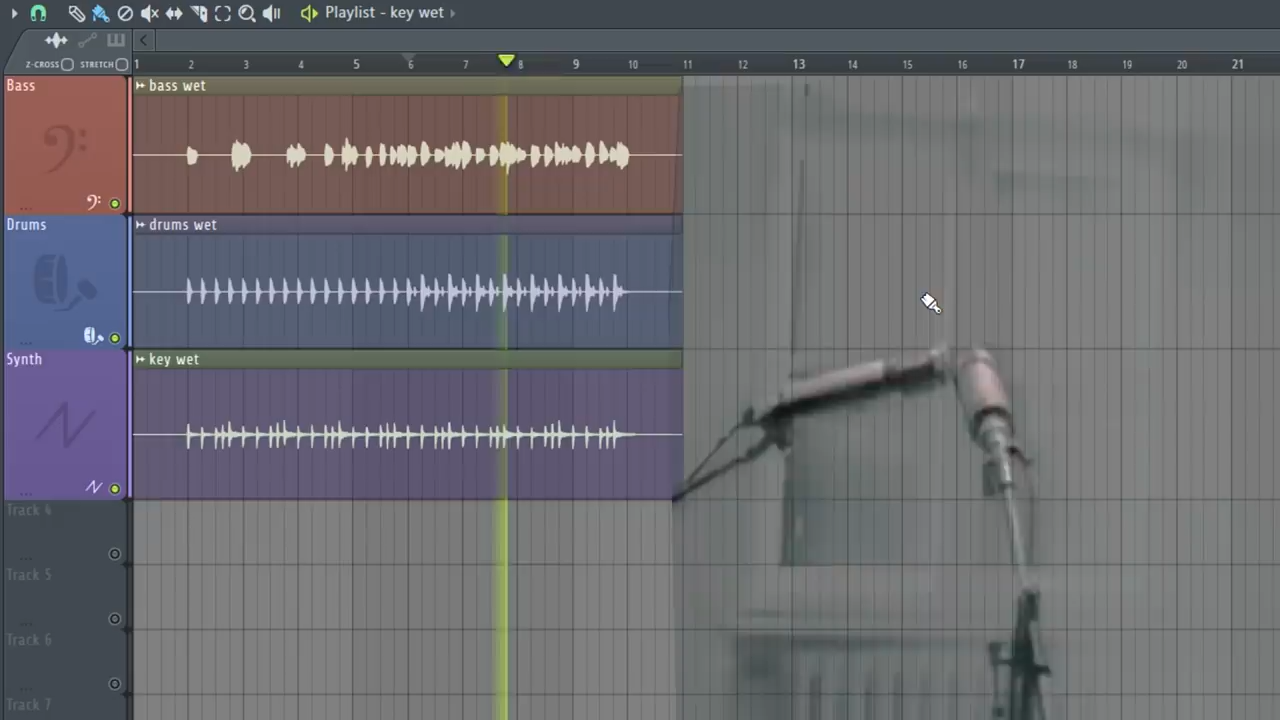 Playlist - key wet
Z-CROSS STRETCH
1 2 3 4 5 6 7 8 9 10 11 12 13 14 15 16 17 18 19 20 21
Bass
bass wet
Drums
drums wet
Synth
key wet
Track 4
Track 5
Track 6
Track 7